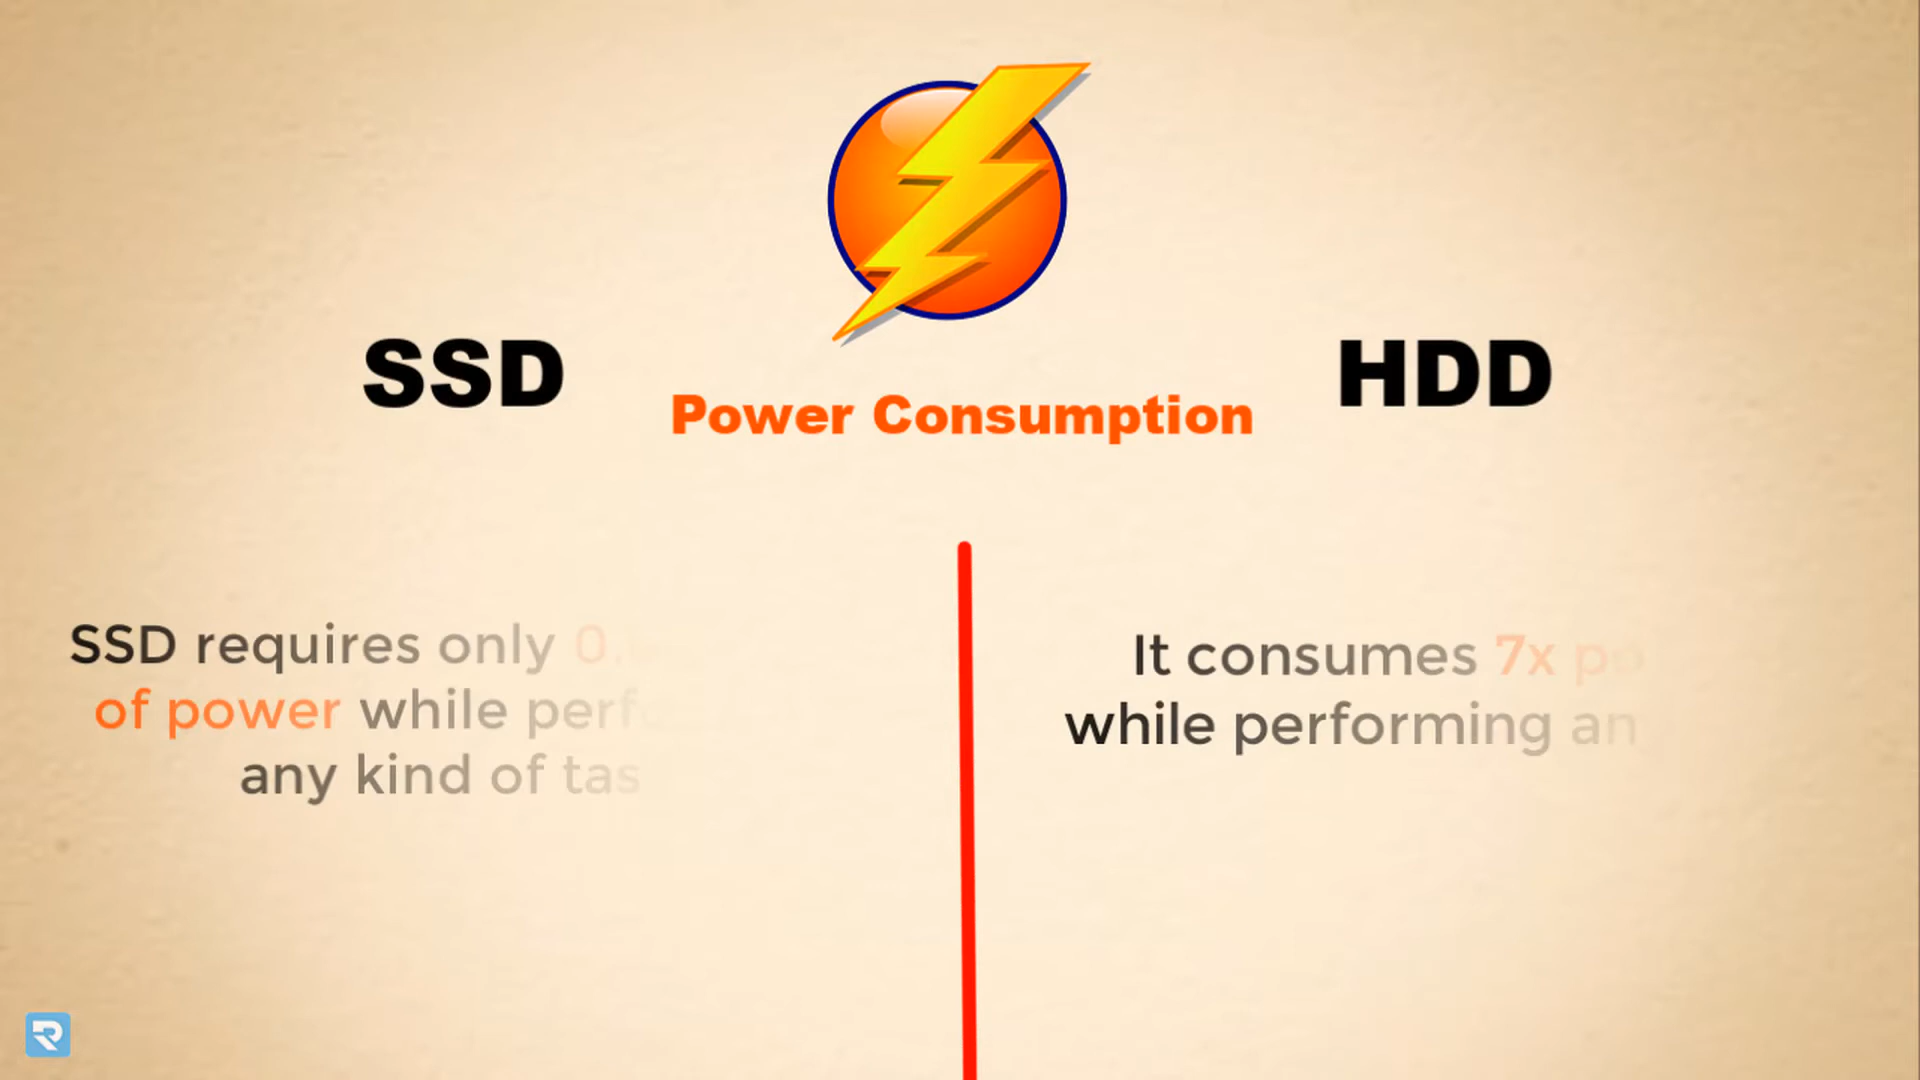 SSD
HDD
Power Consumption
SSD requires only
of power while
any kind of
It consumes 7x
while performing